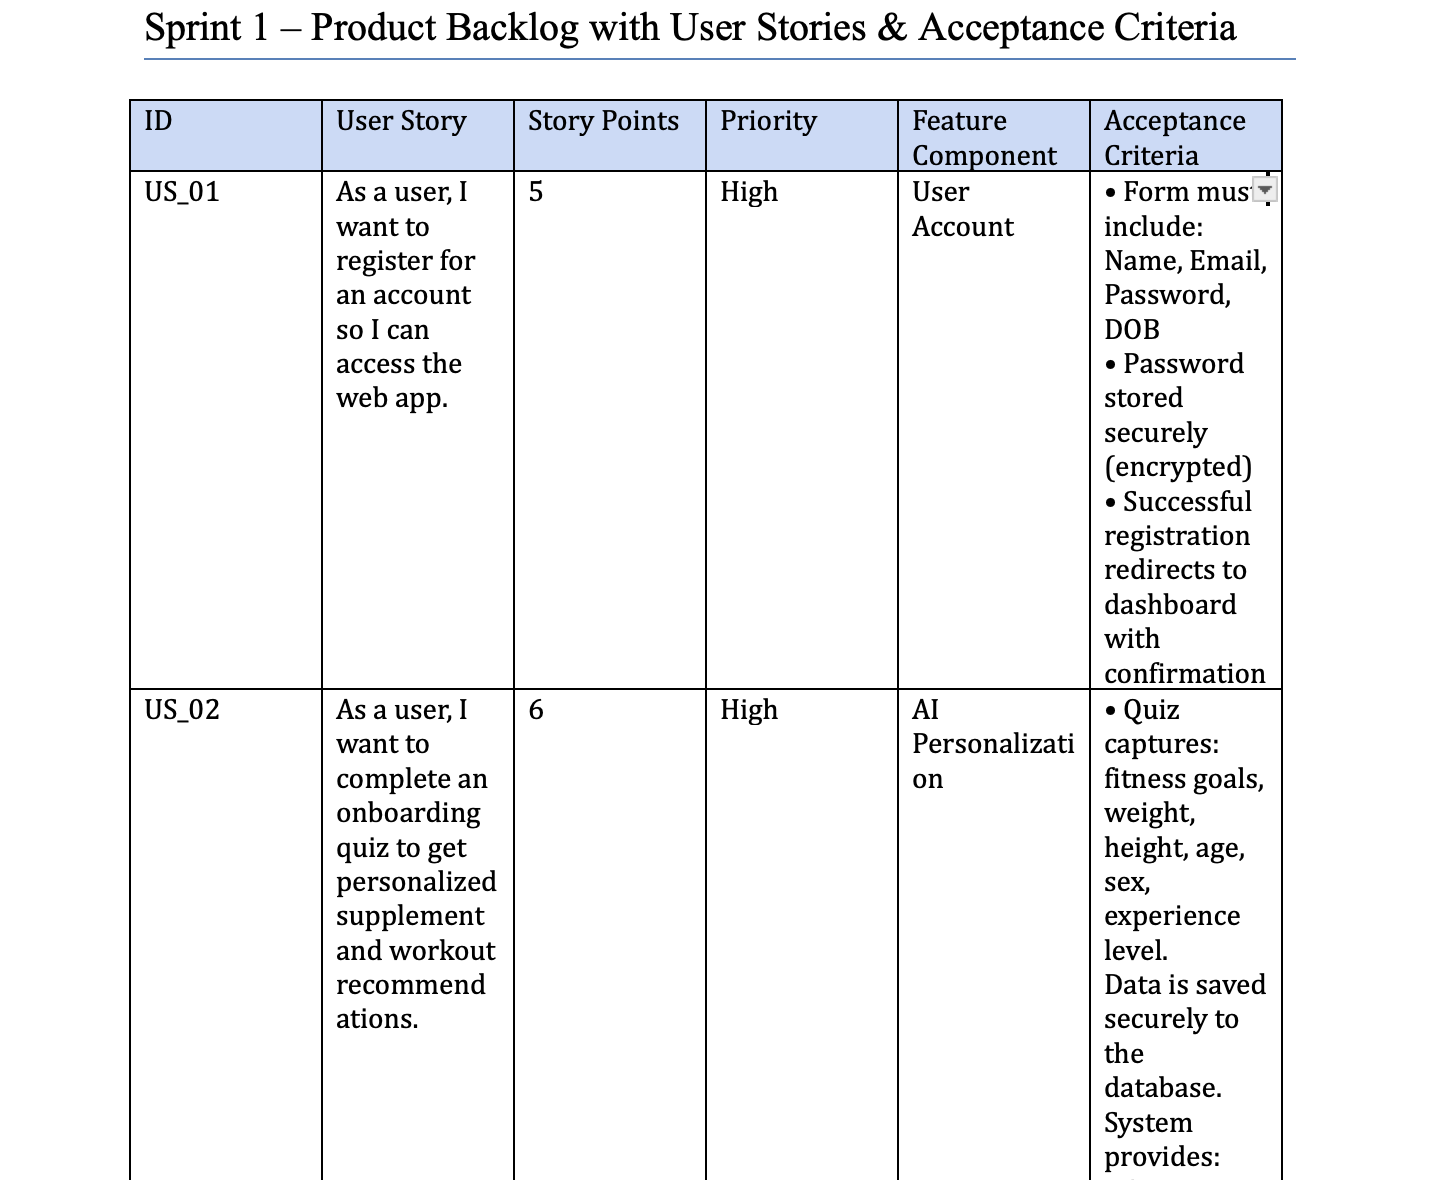 Sprint 1 – Product Backlog with User Stories & Acceptance Criteria
ID
User Story
Story Points
Priority
Feature
Component
Acceptance
Criteria
US_01
As a user, I
want to
register for
an account
so I can
access the
web app.
5
High
User
Account
• Form must
include:
Name, Email,
Password,
DOB
• Password
stored
securely
(encrypted)
• Successful
registration
redirects to
dashboard
with
confirmation
US_02
As a user, I
want to
complete an
onboarding
quiz to get
personalized
supplement
and workout
recommend
ations.
6
High
AI
Personalizati
on
• Quiz
captures:
fitness goals,
weight,
height, age,
sex,
experience
level.
Data is saved
securely to
the
database.
System
provides: